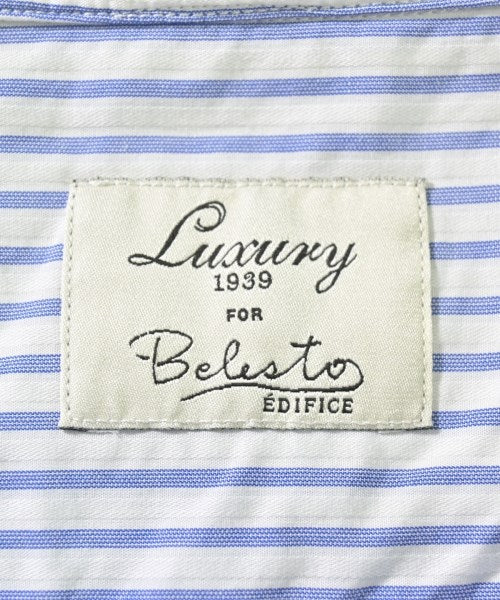 Luxury
1939
FOR
Belesto
ÉDIFICE